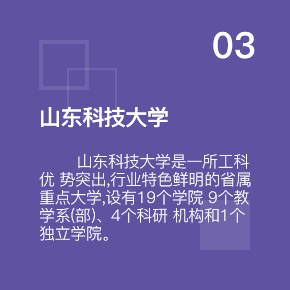 03
山东科技大学
山东科技大学是一所工科
优 势突出,行业特色鲜明的省属
重点大学,设有19个学院 9个教
学系(部)、4个科研 机构和1个
独立学院。